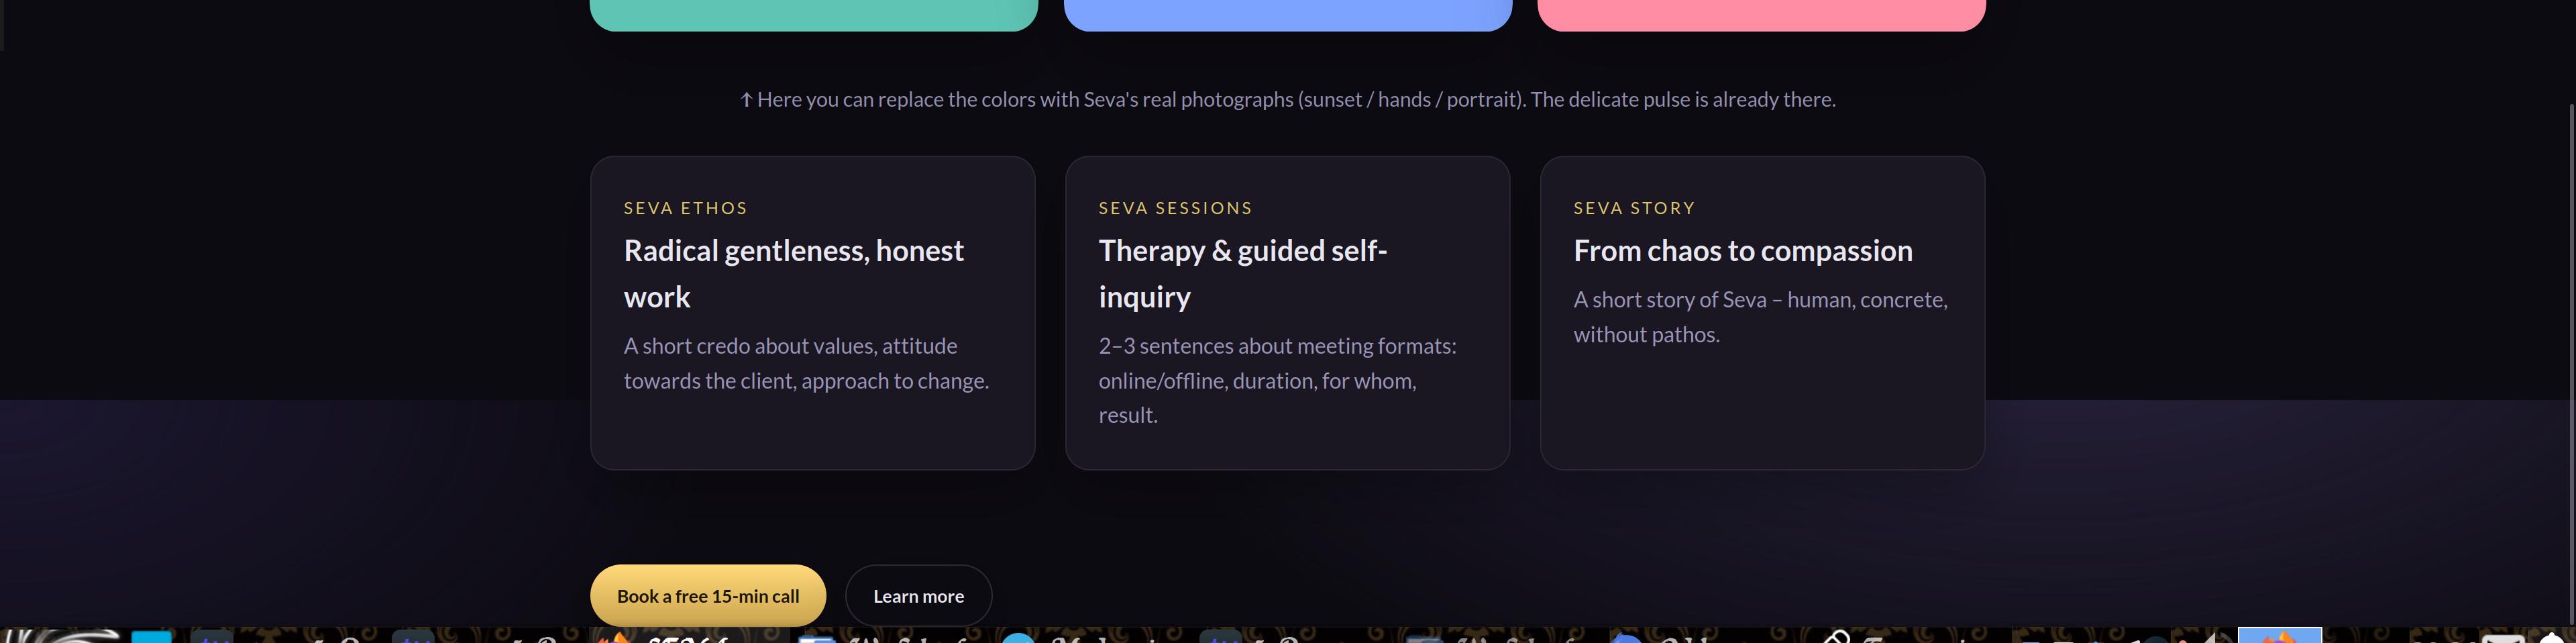 ↑ Here you can replace the colors with Seva's real photographs (sunset / hands / portrait). The delicate pulse is already there.
SEVA ETHOS
Radical gentleness, honest
work
A short credo about values, attitude
towards the client, approach to change.
SEVA SESSIONS
Therapy & guided self-
inquiry
2–3 sentences about meeting formats:
online/offline, duration, for whom,
result.
SEVA STORY
From chaos to compassion
A short story of Seva – human, concrete,
without pathos.
Book a free 15-min call
Learn more